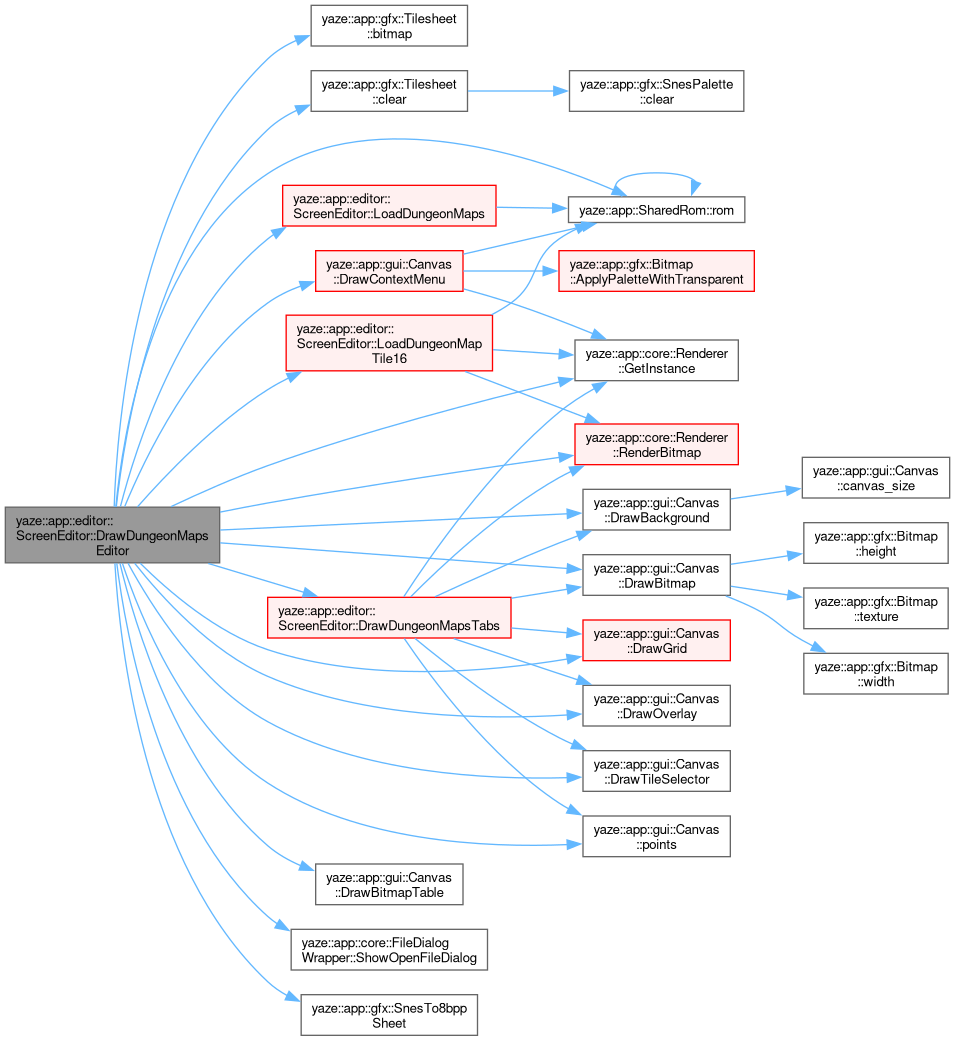 yaze::app::gfx::Tilesheet
::bitmap
yaze::app::gfx::Tilesheet
::clear
yaze::app::gfx::SnesPalette
::clear
yaze::app::editor::
ScreenEditor::LoadDungeonMaps
yaze::app::SharedRom::rom
yaze::app::gui::Canvas
::DrawContextMenu
yaze::app::gfx::Bitmap
::ApplyPaletteWithTransparent
yaze::app::editor::
ScreenEditor::LoadDungeonMap
Tile16
yaze::app::core::Renderer
::GetInstance
yaze::app::core::Renderer
::RenderBitmap
yaze::app::gui::Canvas
::canvas_size
yaze::app::editor::
ScreenEditor::DrawDungeonMaps
Editor
yaze::app::gui::Canvas
::DrawBackground
yaze::app::gfx::Bitmap
::height
yaze::app::gui::Canvas
::DrawBitmap
yaze::app::gfx::Bitmap
::texture
yaze::app::editor::
ScreenEditor::DrawDungeonMapsTabs
yaze::app::gui::Canvas
::DrawGrid
yaze::app::gfx::Bitmap
::width
yaze::app::gui::Canvas
::DrawOverlay
yaze::app::gui::Canvas
::DrawTileSelector
yaze::app::gui::Canvas
::points
yaze::app::gui::Canvas
::DrawBitmapTable
yaze::app::core::FileDialog
Wrapper::ShowOpenFileDialog
yaze::app::gfx::SnesTo8bpp
Sheet